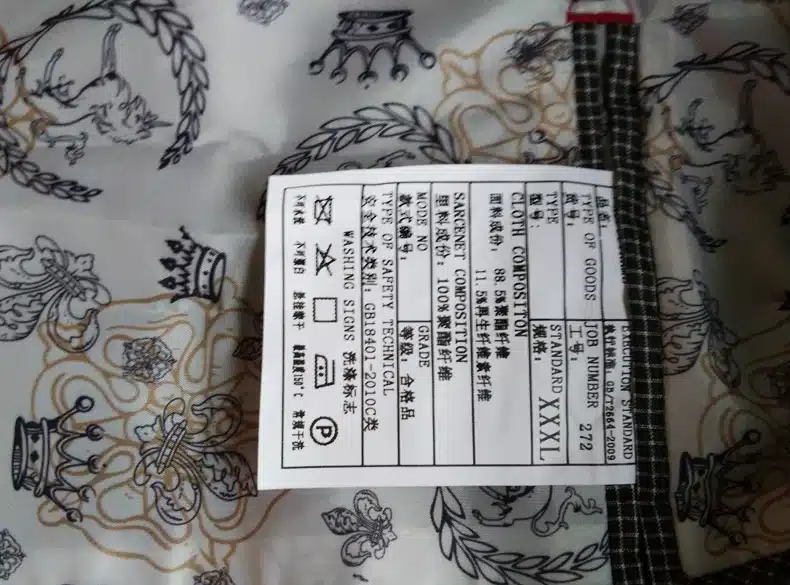 品名:
EXECUTION STANDARD
执行标准: GB/T2664-2009
TYPE OF GOODS
货号:
JOB NUMBER
工号: 272
TYPE
型号:
STANDARD
规格: XXXL
CLOTH COMPOSITON
面料成份: 88.5%聚酯纤维
11.5%再生纤维素纤维
SARCENET COMPOSITION
里料成份: 100%聚酯纤维
MODE NO
款式编号:
GRADE
等级: 合格品
TYPE OF SAFETY TECHNICAL
安全技术类别: GB18401-2010C类
WASHING SIGNS 洗涤标志
P
不可水洗 不可漂白 悬挂晾干 最高温度150°C 常规干洗